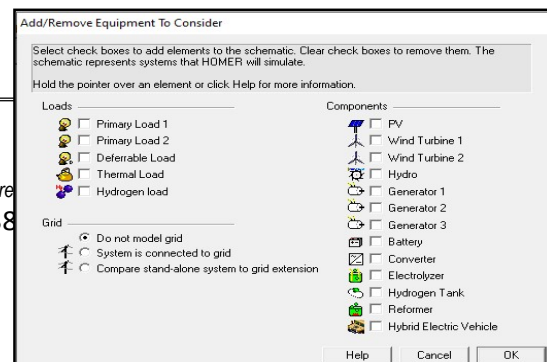 Add/Remove Equipment To Consider
Select check boxes to add elements to the schematic. Clear check boxes to remove them. The
schematic represents systems that HOMER will simulate.
Hold the pointer over an element or click Help for more information.
Loads
Primary Load 1
Primary Load 2
Deferrable Load
Thermal Load
Hydrogen load
Grid
Do not model grid
System is connected to grid
Compare stand-alone system to grid extension
Components
PV
Wind Turbine 1
Wind Turbine 2
Hydro
Generator 1
Generator 2
Generator 3
Battery
Converter
Electrolyzer
Hydrogen Tank
Reformer
Hybrid Electric Vehicle
Help
Cancel
OK